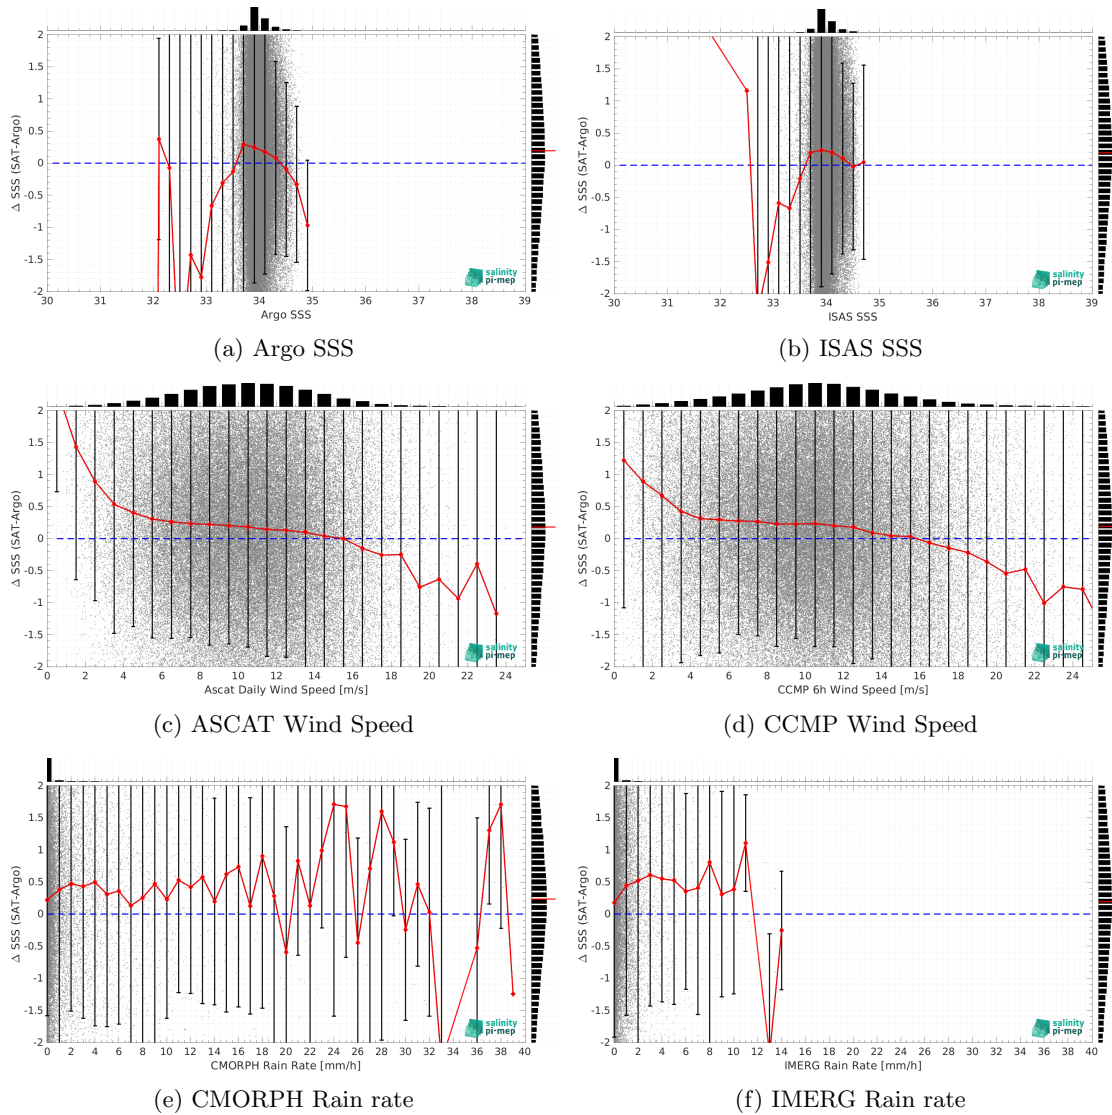 2
1.5
1
0.5
0
-0.5
-1
-1.5
-2
Δ SSS (SAT-Argo)
30 31 32 33 34 35 36 37 38 39
Argo SSS
salinity
pi-mep
(a) Argo SSS
2
1.5
1
0.5
0
-0.5
-1
-1.5
-2
Δ SSS (SAT-Argo)
30 31 32 33 34 35 36 37 38 39
ISAS SSS
salinity
pi-mep
(b) ISAS SSS
2
1.5
1
0.5
0
-0.5
-1
-1.5
-2
Δ SSS (SAT-Argo)
0 2 4 6 8 10 12 14 16 18 20 22 24
Ascat Daily Wind Speed [m/s]
salinity
pi-mep
(c) ASCAT Wind Speed
2
1.5
1
0.5
0
-0.5
-1
-1.5
-2
Δ SSS (SAT-Argo)
0 2 4 6 8 10 12 14 16 18 20 22 24
CCMP 6h Wind Speed [m/s]
salinity
pi-mep
(d) CCMP Wind Speed
2
1.5
1
0.5
0
-0.5
-1
-1.5
-2
Δ SSS (SAT-Argo)
0 2 4 6 8 10 12 14 16 18 20 22 24 26 28 30 32 34 36 38 40
CMORPH Rain Rate [mm/h]
salinity
pi-mep
(e) CMORPH Rain rate
2
1.5
1
0.5
0
-0.5
-1
-1.5
-2
Δ SSS (SAT-Argo)
0 2 4 6 8 10 12 14 16 18 20 22 24 26 28 30 32 34 36 38 40
IMERG Rain Rate [mm/h]
salinity
pi-mep
(f) IMERG Rain rate